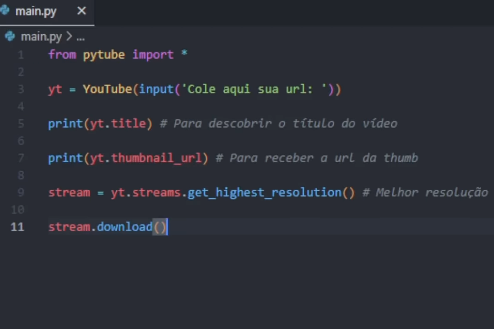 main.py ×
main.py > ...
1 from pytube import *
2
3 yt = YouTube(input('Cole aqui sua url: '))
4
5 print(yt.title) # Para descobrir o título do vídeo
6
7 print(yt.thumbnail_url) # Para receber a url da thumb
8
9 stream = yt.streams.get_highest_resolution() # Melhor resolução
10
11 stream.download()